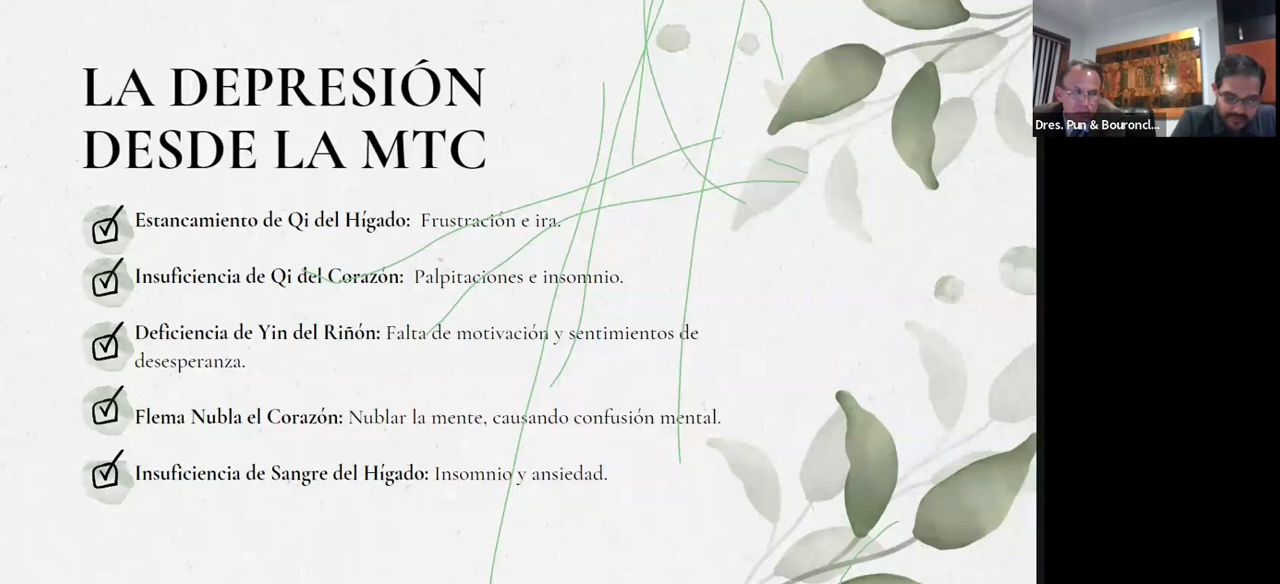 LA DEPRESIÓN
DESDE LA MTC
Estancamiento de Qi del Hígado: Frustración e ira.
Insuficiencia de Qi del Corazón: Palpitaciones e insomnio.
Deficiencia de Yin del Riñón: Falta de motivación y sentimientos de
desesperanza.
Flema Nubla el Corazón: Nublar la mente, causando confusión mental.
Insuficiencia de Sangre del Hígado: Insomnio y ansiedad.
Dres. Pun & Bouroncl...